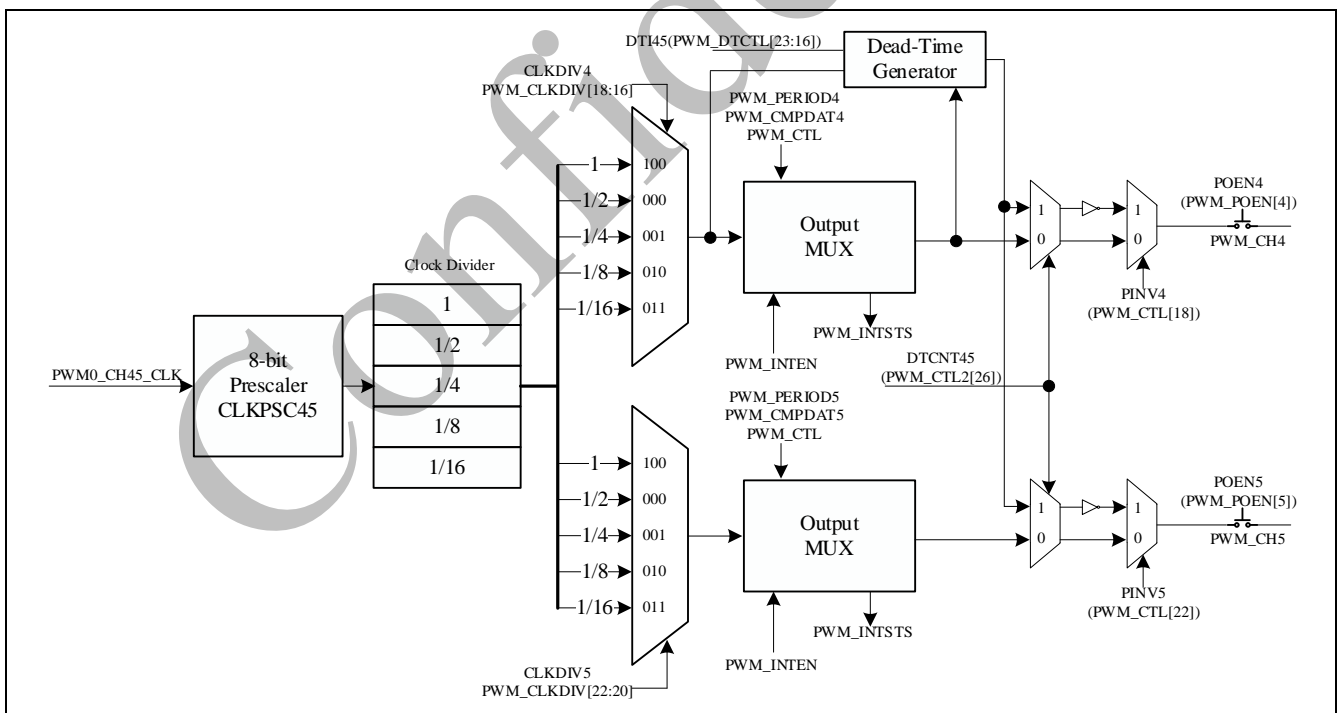 DTI45(PWM_DTCTL[23:16])
Dead-Time
Generator
CLKDIV4
PWM_CLKDIV[18:16]
PWM_PERIOD4
PWM_CMPDAT4
PWM_CTL
1
100
1/2
000
1/4
001
1/8
010
1/16
011
Output
MUX
1
0
1
0
POEN4
(PWM_POEN[4])
PWM_CH4
PINV4
(PWM_CTL[18])
PWM_INTEN
PWM_INTSTS
Clock Divider
1
1/2
1/4
1/8
1/16
PWM0_CH45_CLK
8-bit
Prescaler
CLKPSC45
DTCNT45
(PWM_CTL2[26])
PWM_PERIOD5
PWM_CMPDAT5
PWM_CTL
1
100
1/2
000
1/4
001
1/8
010
1/16
011
Output
MUX
1
0
1
0
POEN5
(PWM_POEN[5])
PWM_CH5
PINV5
(PWM_CTL[22])
PWM_INTEN
PWM_INTSTS
CLKDIV5
PWM_CLKDIV[22:20]
Confide